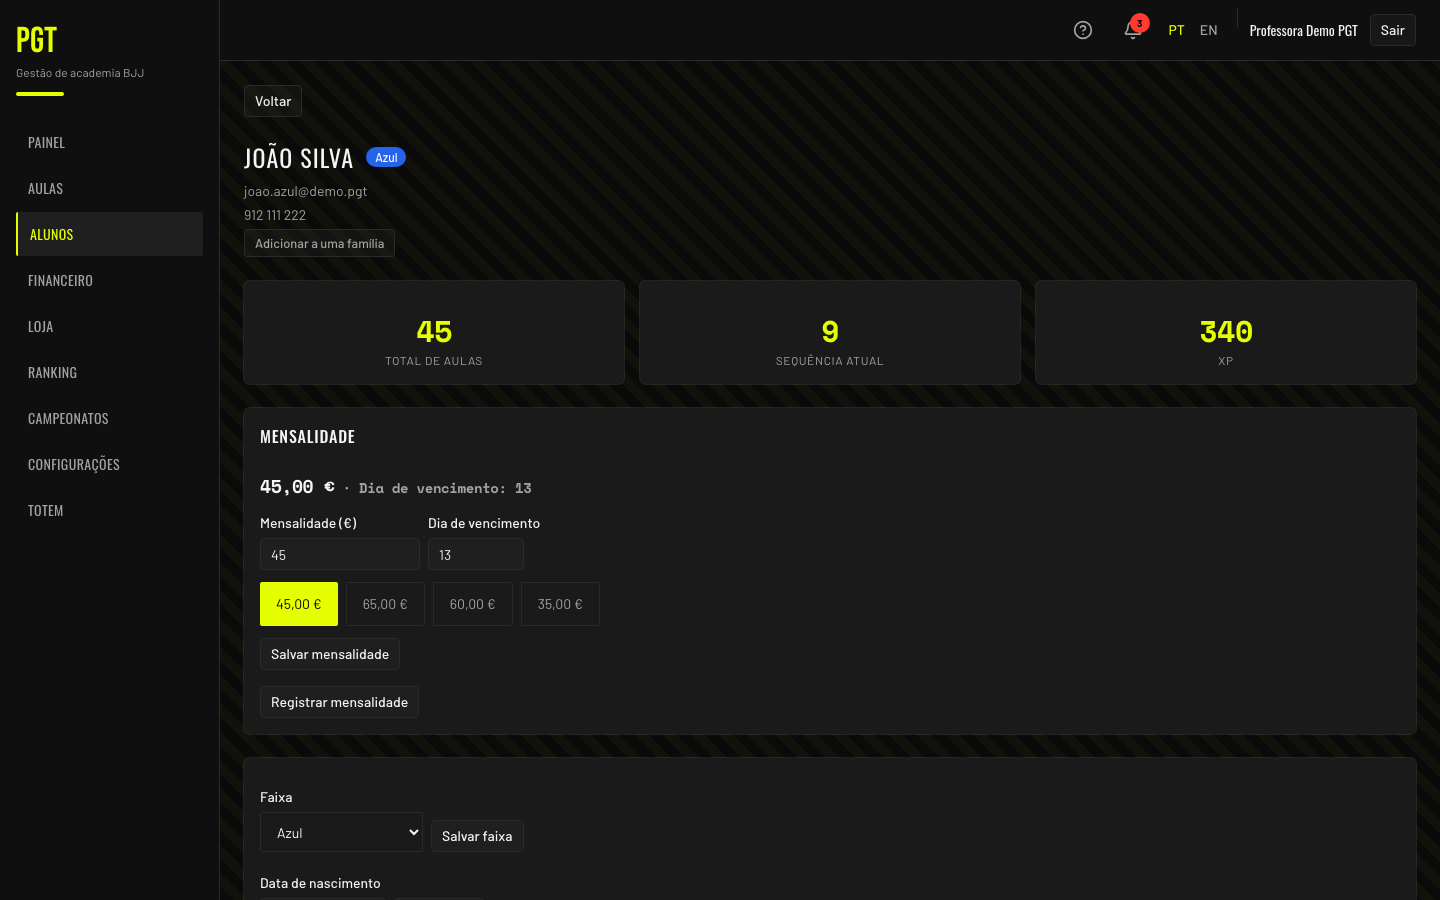 PGT
Gestão de academia BJJ
PAINEL
AULAS
ALUNOS
FINANCEIRO
LOJA
RANKING
CAMPEONATOS
CONFIGURAÇÕES
TOTEM
3
PT EN Professora Demo PGT Sair
Voltar
JOÃO SILVA Azul
joao.azul@demo.pgt
912 111 222
Adicionar a uma família
45
TOTAL DE AULAS
9
SEQUÊNCIA ATUAL
340
XP
MENSALIDADE
45,00 € · Dia de vencimento: 13
Mensalidade (€) Dia de vencimento
45 13
45,00 € 65,00 € 60,00 € 35,00 €
Salvar mensalidade
Registrar mensalidade
Faixa
Azul Salvar faixa
Data de nascimento